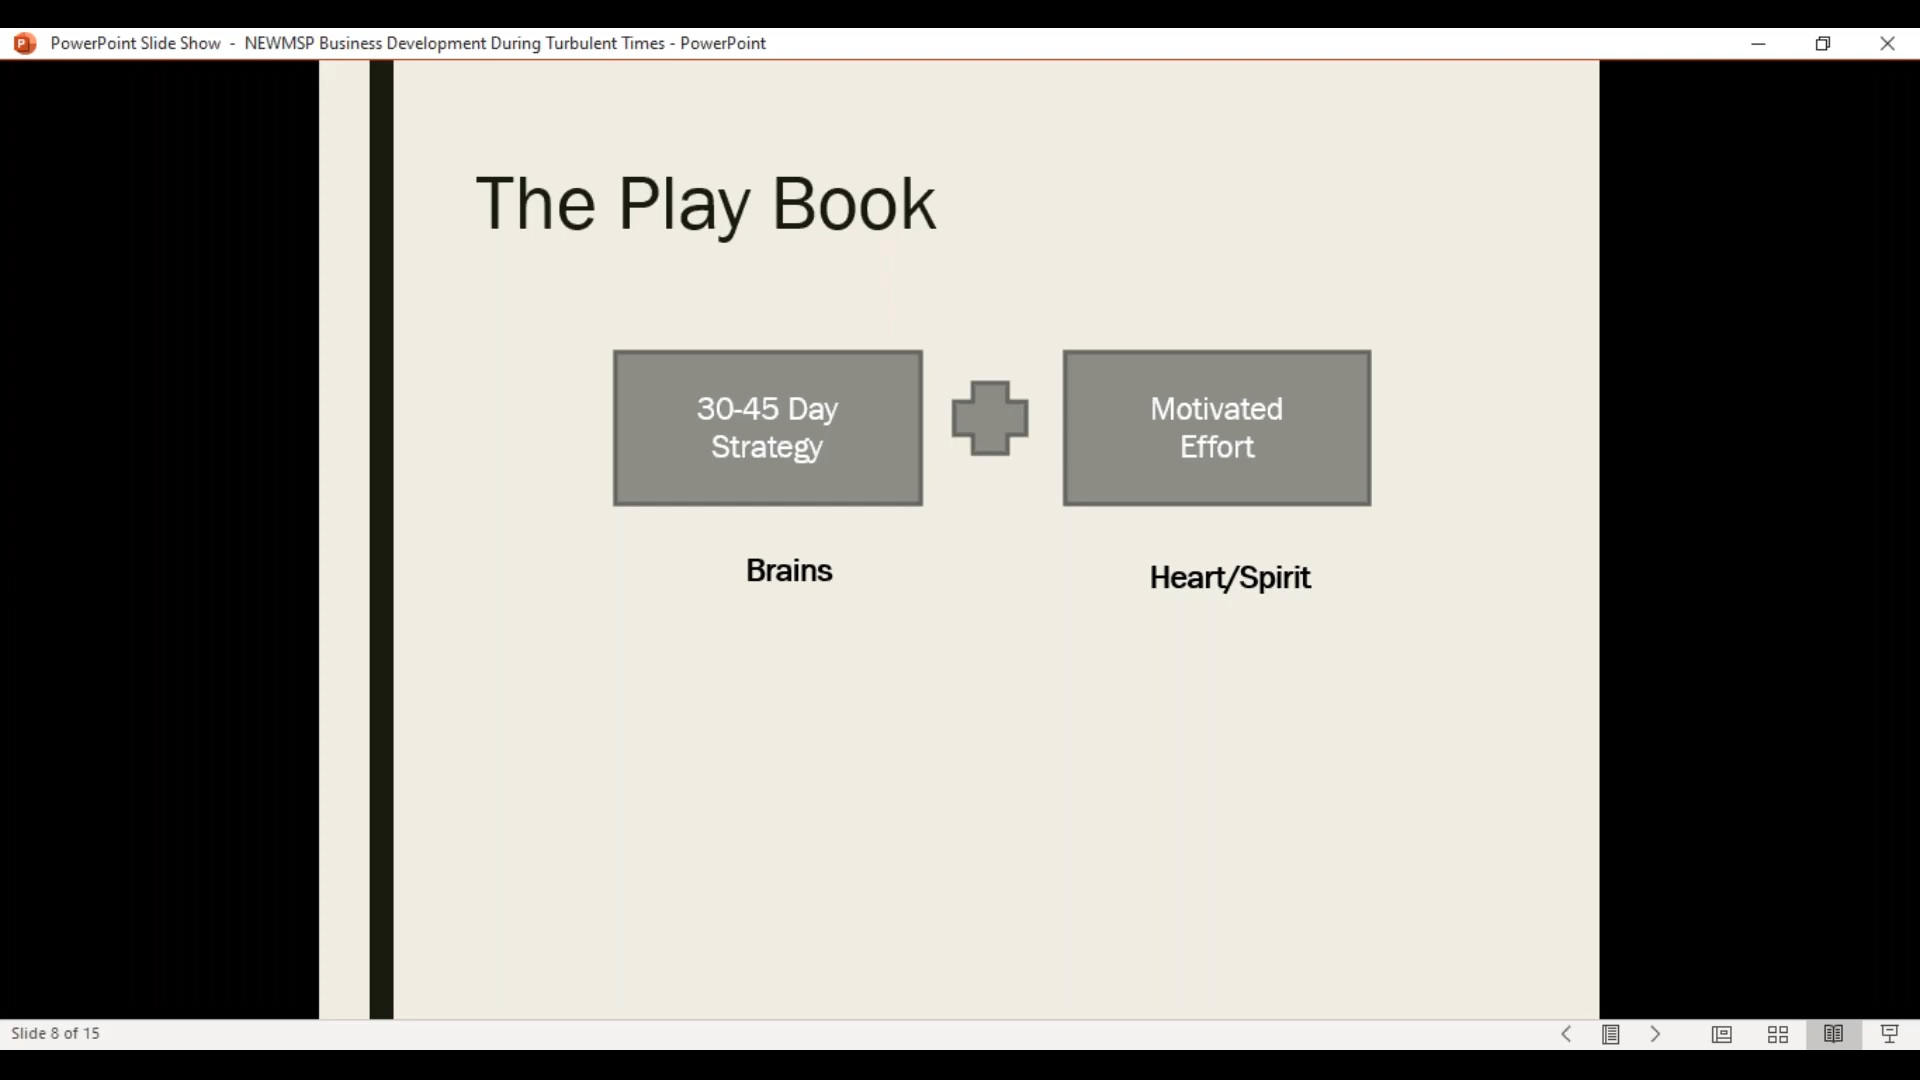 PowerPoint Slide Show - NEWMSP Business Development During Turbulent Times - PowerPoint
The Play Book
30-45 Day
Strategy
Motivated
Effort
Brains
Heart/Spirit
Slide 8 of 15